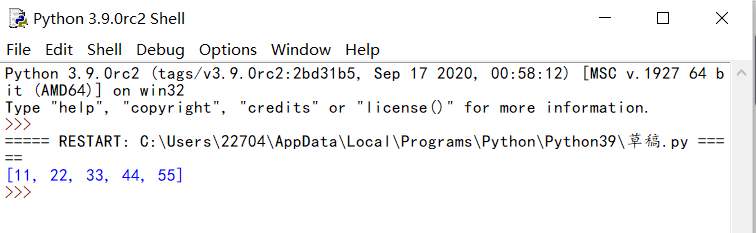 Python 3.9.0rc2 Shell
File Edit Shell Debug Options Window Help
Python 3.9.0rc2 (tags/v3.9.0rc2:2bd31b5, Sep 17 2020, 00:58:12) [MSC v.1927 64 b
it (AMD64)] on win32
Type "help", "copyright", "credits" or "license()" for more information.
>>>
===== RESTART: C:\Users\22704\AppData\Local\Programs\Python\Python39\草稿.py ===
==
[11, 22, 33, 44, 55]
>>>